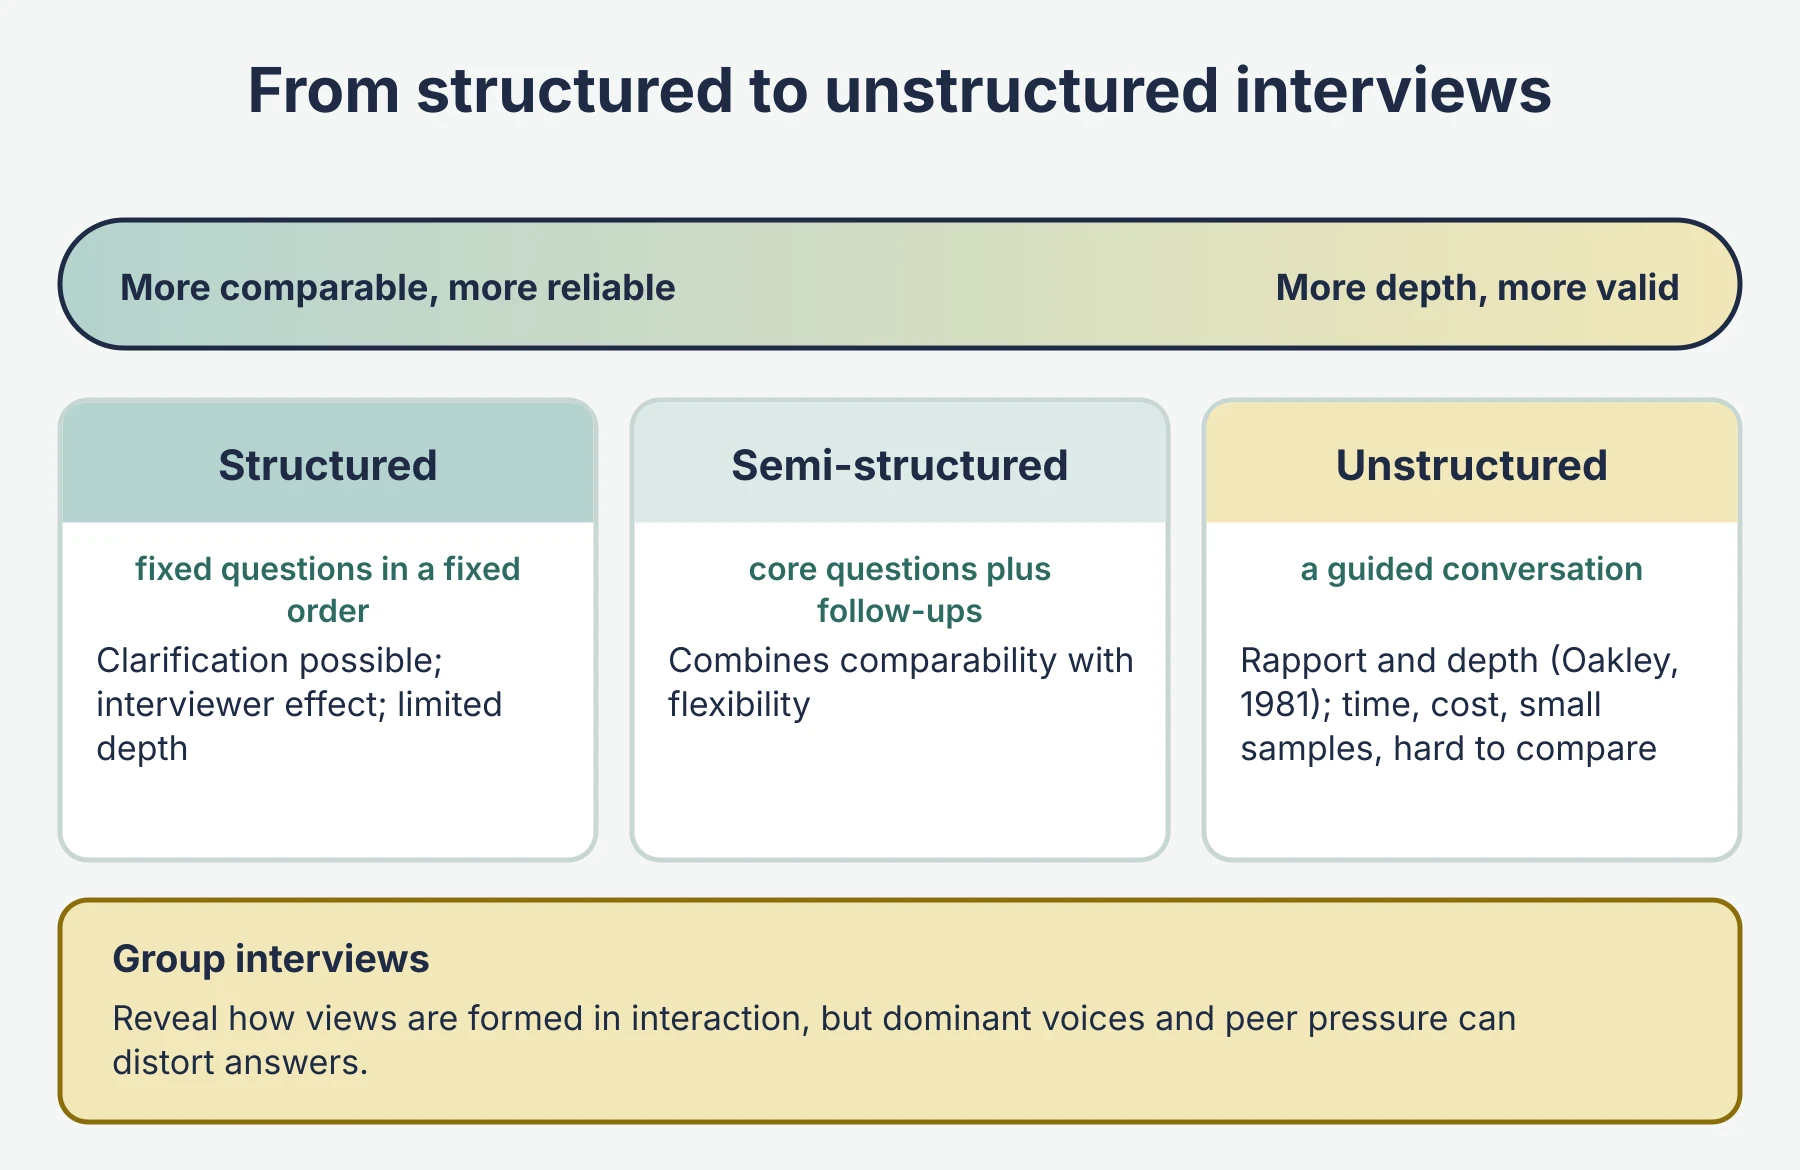 From structured to unstructured interviews
More comparable, more reliable
More depth, more valid
Structured
fixed questions in a fixed
order
Clarification possible;
interviewer effect; limited
depth
Semi-structured
core questions plus
follow-ups
Combines comparability with
flexibility
Unstructured
a guided conversation
Rapport and depth (Oakley,
1981); time, cost, small
samples, hard to compare
Group interviews
Reveal how views are formed in interaction, but dominant voices and peer pressure can
distort answers.